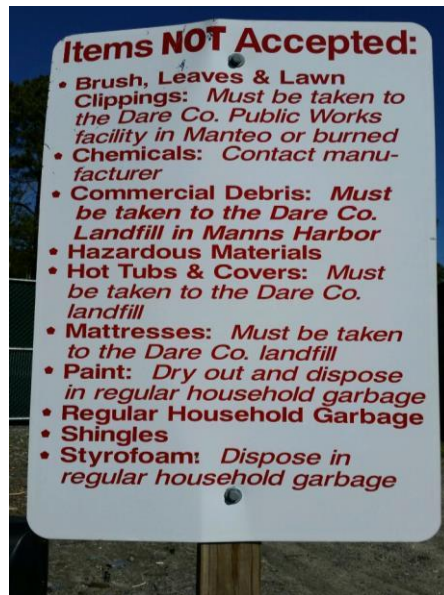 Items NOT Accepted:
• Brush, Leaves & Lawn
Clippings: Must be taken to
the Dare Co. Public Works
facility in Manteo or burned
• Chemicals: Contact manu-
facturer
• Commercial Debris: Must
be taken to the Dare Co.
Landfill in Manns Harbor
• Hazardous Materials
• Hot Tubs & Covers: Must
be taken to the Dare Co.
landfill
• Mattresses: Must be taken
to the Dare Co. landfill
• Paint: Dry out and dispose
in regular household garbage
• Regular Household Garbage
• Shingles
• Styrofoam: Dispose in
regular household garbage